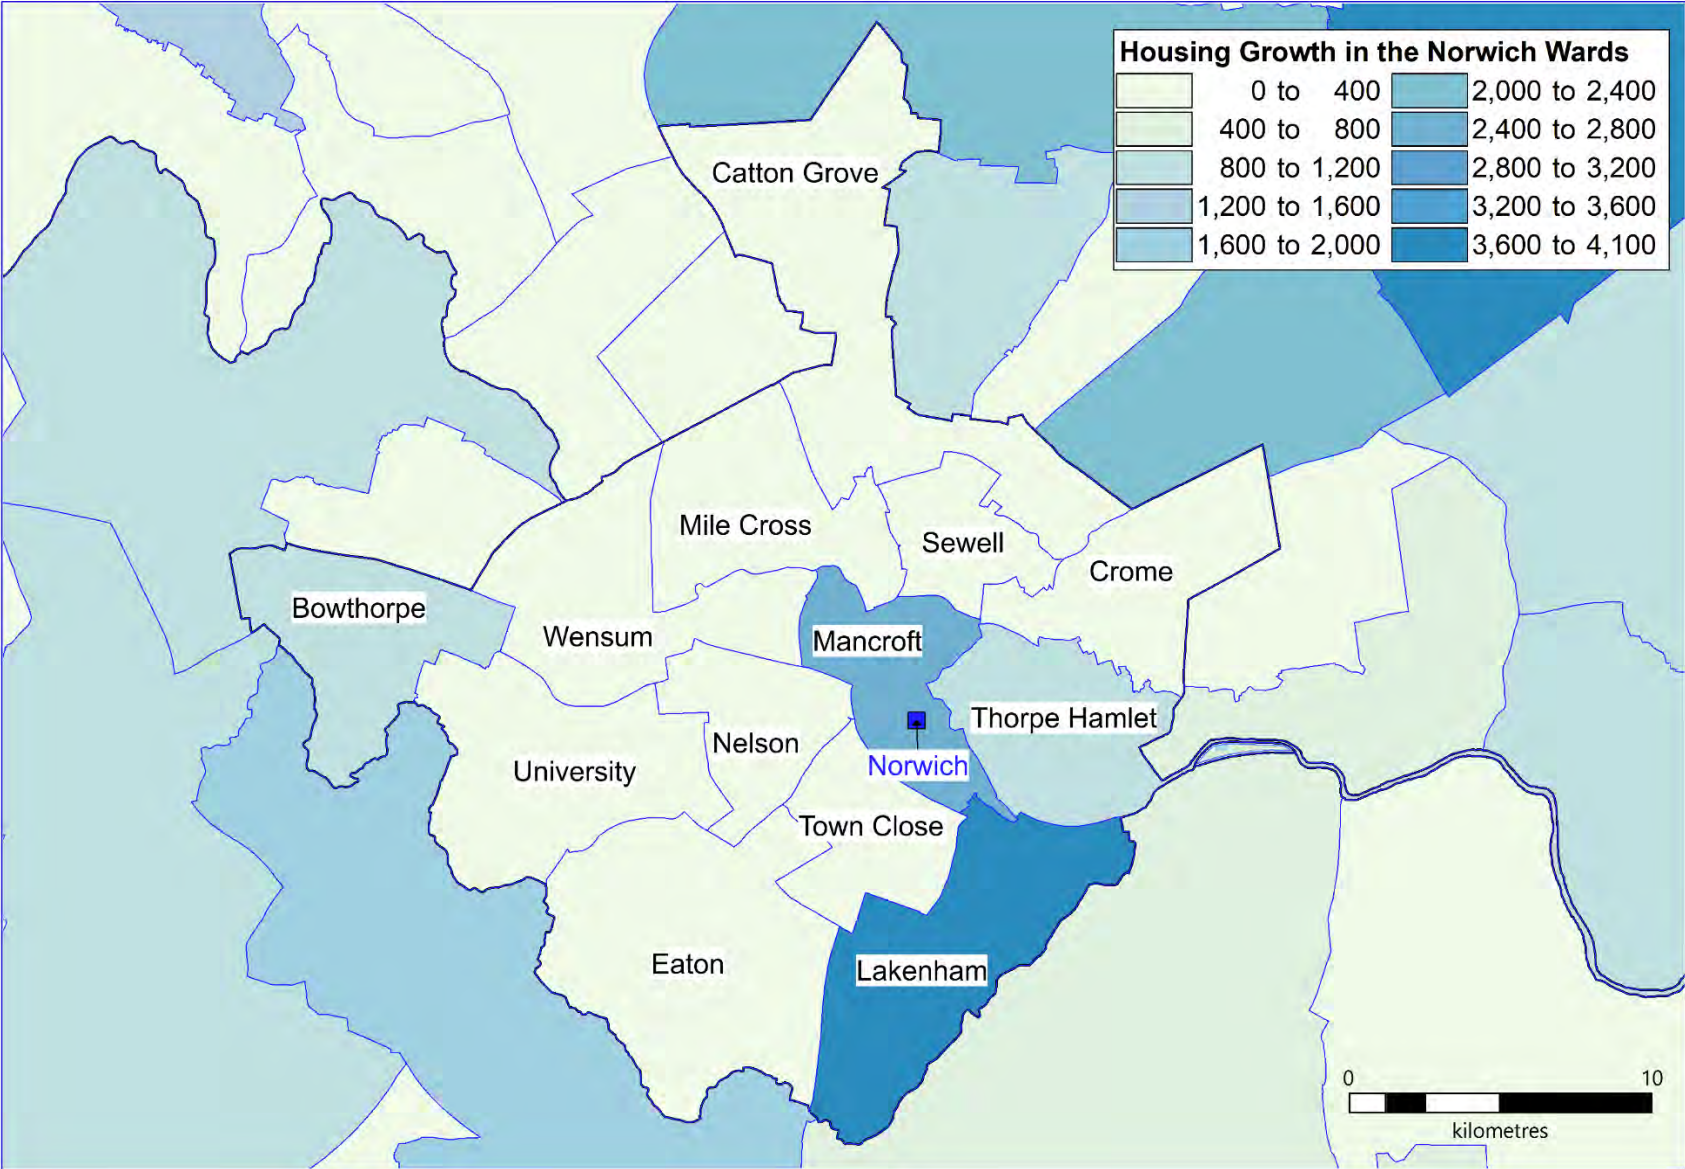 Housing Growth in the Norwich Wards
0 to 400
400 to 800
800 to 1,200
1,200 to 1,600
1,600 to 2,000
2,000 to 2,400
2,400 to 2,800
2,800 to 3,200
3,200 to 3,600
3,600 to 4,100
Catton Grove
Mile Cross
Sewell
Crome
Bowthorpe
Wensum
Mancroft
Thorpe Hamlet
Nelson
University
Norwich
Town Close
Eaton
Lakenham
0 10
kilometres